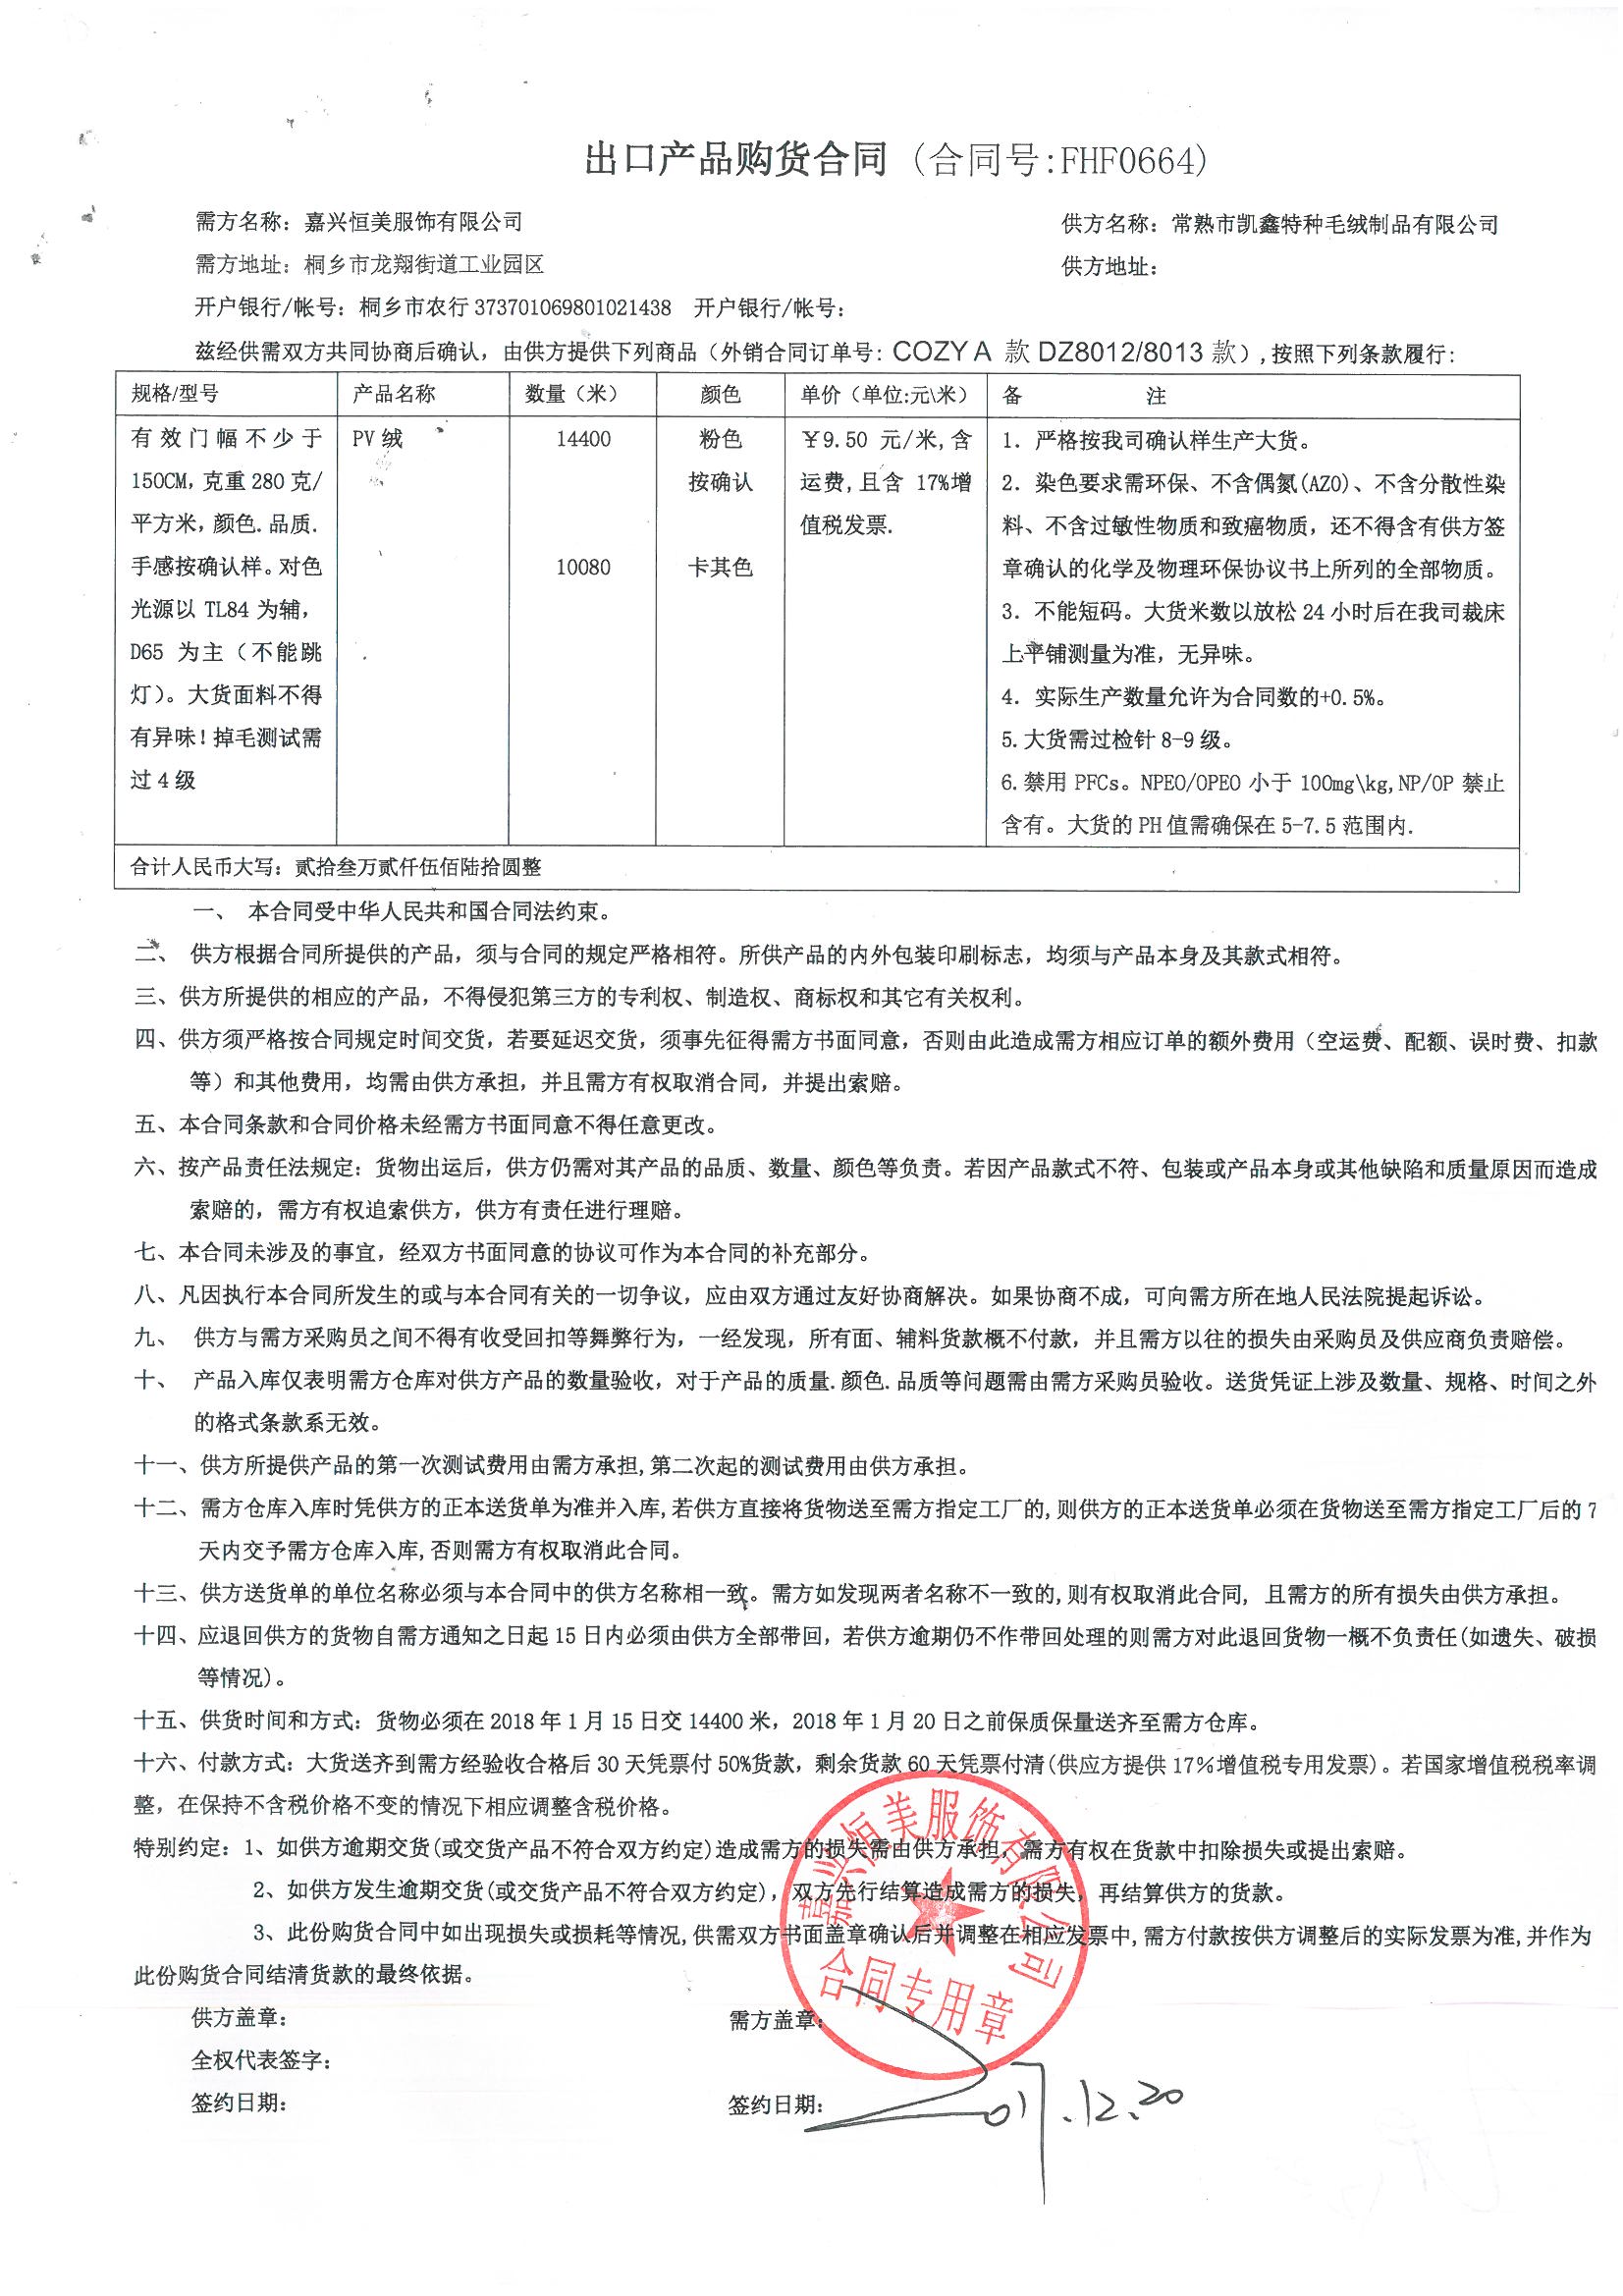 出口产品购货合同 (合同号:FHF0664)
需方名称：嘉兴恒美服饰有限公司 供方名称：常熟市凯鑫特种毛绒制品有限公司
需方地址：桐乡市龙翔街道工业园区 供方地址：
开户银行/帐号：桐乡市农行 373701069801021438 开户银行/帐号：
兹经供需双方共同协商后确认，由供方提供下列商品（外销合同订单号: COZY A 款 DZ8012/8013 款）,按照下列条款履行:
规格/型号 产品名称 数量（米） 颜色 单价（单位:元\米） 备 注
有效门幅不少于
150CM，克重 280 克/
平方米，颜色.品质.
手感按确认样。对色
光源以 TL84 为辅，
D65 为主（不能跳
灯）。大货面料不得
有异味！掉毛测试需
过 4 级
PV 绒
14400
10080
粉色
按确认
卡其色
￥9.50 元/米,含
运费,且含 17%增
值税发票.
1. 严格按我司确认样生产大货。
2. 染色要求需环保、不含偶氮(AZO)、不含分散性染
料、不含过敏性物质和致癌物质，还不得含有供方签
章确认的化学及物理环保协议书上所列的全部物质。
3. 不能短码。大货米数以放松 24 小时后在我司裁床
上平铺测量为准，无异味。
4. 实际生产数量允许为合同数的+0.5%。
5.大货需过检针 8-9 级。
6.禁用 PFCs。NPEO/OPEO 小于 100mg\kg,NP/OP 禁止
含有。大货的 PH 值需确保在 5-7.5 范围内.
合计人民币大写：贰拾叁万贰仟伍佰陆拾圆整
一、 本合同受中华人民共和国合同法约束。
二、 供方根据合同所提供的产品，须与合同的规定严格相符。所供产品的内外包装印刷标志，均须与产品本身及其款式相符。
三、供方所提供的相应的产品，不得侵犯第三方的专利权、制造权、商标权和其它有关权利。
四、供方须严格按合同规定时间交货，若要延迟交货，须事先征得需方书面同意，否则由此造成需方相应订单的额外费用（空运费、配额、误时费、扣款
等）和其他费用，均需由供方承担，并且需方有权取消合同，并提出索赔。
五、本合同条款和合同价格未经需方书面同意不得任意更改。
六、按产品责任法规定：货物出运后，供方仍需对其产品的品质、数量、颜色等负责。若因产品款式不符、包装或产品本身或其他缺陷和质量原因而造成
索赔的，需方有权追索供方，供方有责任进行理赔。
七、本合同未涉及的事宜，经双方书面同意的协议可作为本合同的补充部分。
八、凡因执行本合同所发生的或与本合同有关的一切争议，应由双方通过友好协商解决。如果协商不成，可向需方所在地人民法院提起诉讼。
九、 供方与需方采购员之间不得有收受回扣等舞弊行为，一经发现，所有面、辅料货款概不付款，并且需方以往的损失由采购员及供应商负责赔偿。
十、 产品入库仅表明需方仓库对供方产品的数量验收，对于产品的质量.颜色.品质等问题需由需方采购员验收。送货凭证上涉及数量、规格、时间之外
的格式条款系无效。
十一、供方所提供产品的第一次测试费用由需方承担,第二次起的测试费用由供方承担。
十二、需方仓库入库时凭供方的正本送货单为准并入库,若供方直接将货物送至需方指定工厂的,则供方的正本送货单必须在货物送至需方指定工厂后的 7
天内交予需方仓库入库,否则需方有权取消此合同。
十三、供方送货单的单位名称必须与本合同中的供方名称相一致。需方如发现两者名称不一致的,则有权取消此合同, 且需方的所有损失由供方承担。
十四、应退回供方的货物自需方通知之日起 15 日内必须由供方全部带回，若供方逾期仍不作带回处理的则需方对此退回货物一概不负责任(如遗失、破损
等情况)。
十五、供货时间和方式：货物必须在 2018 年 1 月 15 日交 14400 米，2018 年 1 月 20 日之前保质保量送齐至需方仓库。
十六、付款方式：大货送齐到需方经验收合格后 30 天凭票付 50%货款，剩余货款 60 天凭票付清(供应方提供 17%增值税专用发票)。若国家增值税税率调
整，在保持不含税价格不变的情况下相应调整含税价格。
特别约定：1、如供方逾期交货(或交货产品不符合双方约定)造成需方的损失需由供方承担，需方有权在货款中扣除损失或提出索赔。
2、如供方发生逾期交货(或交货产品不符合双方约定)，双方先行结算造成需方的损失，再结算供方的货款。
3、此份购货合同中如出现损失或损耗等情况,供需双方书面盖章确认后并调整在相应发票中,需方付款按供方调整后的实际发票为准,并作为
此份购货合同结清货款的最终依据。
嘉兴恒美服饰有限公司
合同专用章
供方盖章： 需方盖章：
全权代表签字：
签约日期： 签约日期： 017.12.20